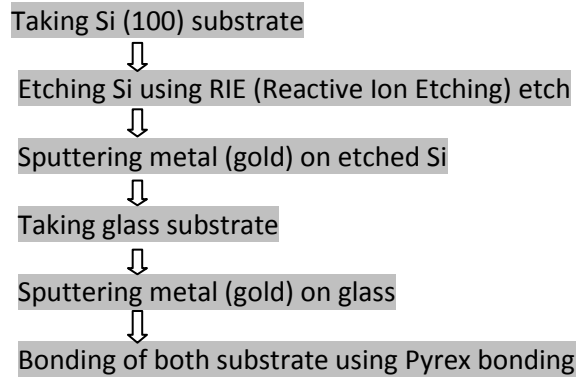 Taking Si (100) substrate
Etching Si using RIE (Reactive Ion Etching) etch
Sputtering metal (gold) on etched Si
Taking glass substrate
Sputtering metal (gold) on glass
Bonding of both substrate using Pyrex bonding